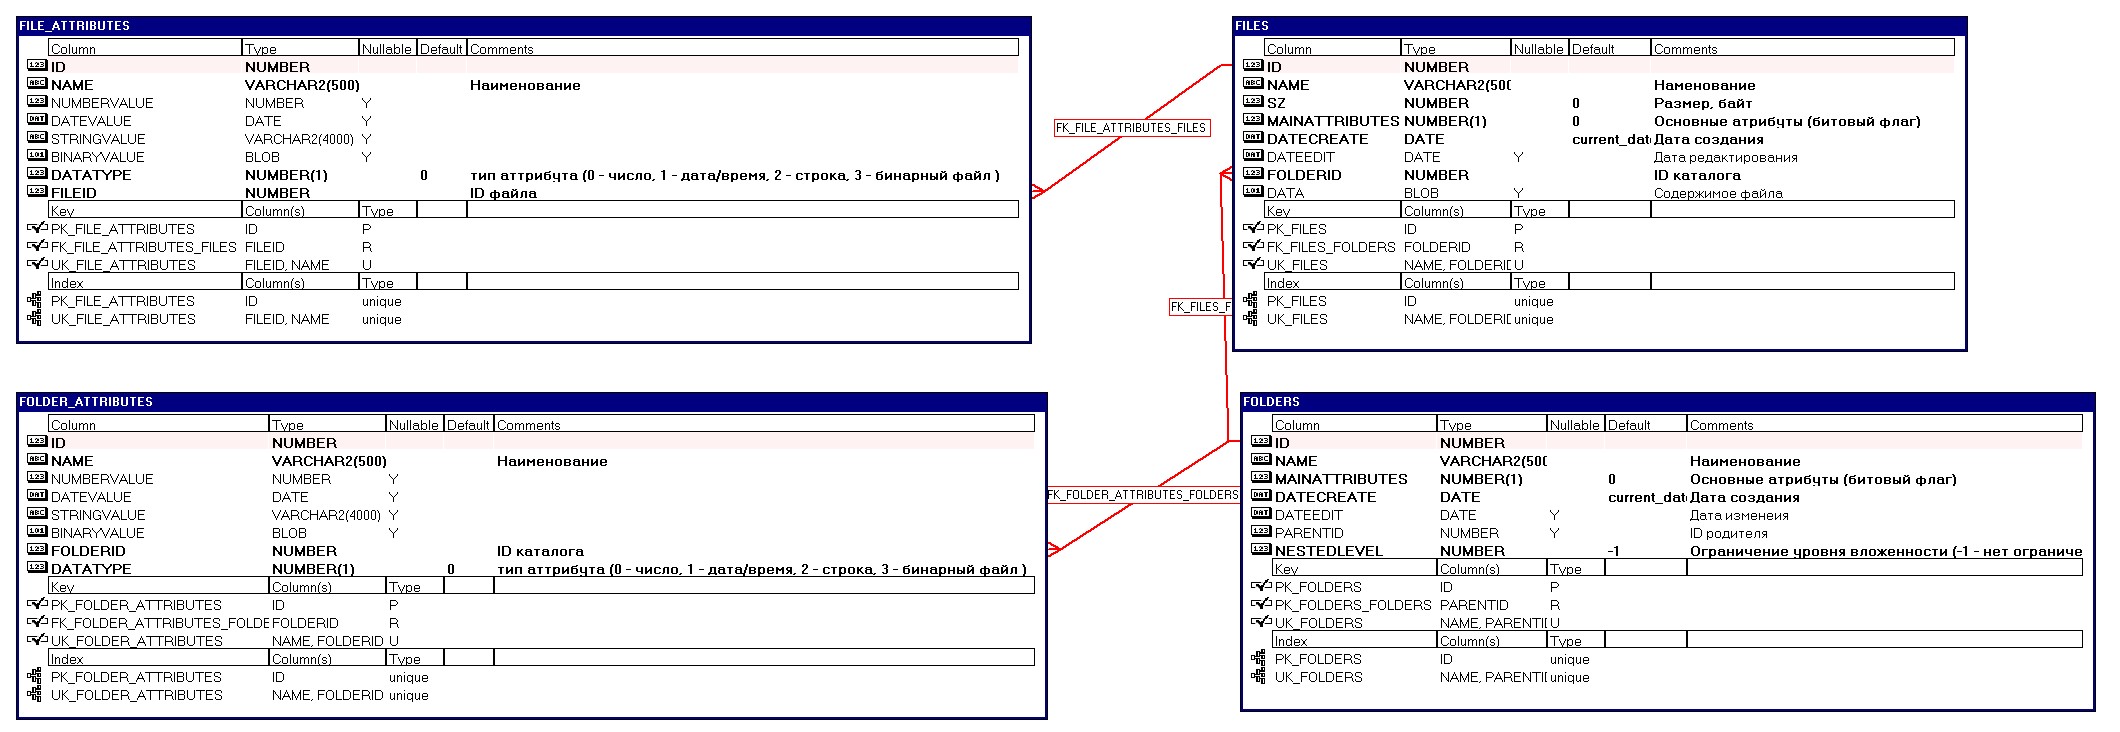 FILE_ATTRIBUTES
Column Type Nullable Default Comments
ID NUMBER
NAME VARCHAR2(500) Наименование
NUMBERVALUE NUMBER Y
DATEVALUE DATE Y
STRINGVALUE VARCHAR2(4000) Y
BINARYVALUE BLOB Y
DATATYPE NUMBER(1) 0 тип аттрибута (0 - число, 1 - дата/время, 2 - строка, 3 - бинарный файл )
FILEID NUMBER ID файла
Key Column(s) Type
PK_FILE_ATTRIBUTES ID P
FK_FILE_ATTRIBUTES_FILES FILEID R
UK_FILE_ATTRIBUTES FILEID, NAME U
Index Column(s) Type
PK_FILE_ATTRIBUTES ID unique
UK_FILE_ATTRIBUTES FILEID, NAME unique
FK_FILE_ATTRIBUTES_FILES
FILES
Column Type Nullable Default Comments
ID NUMBER
NAME VARCHAR2(500 Наменование
SZ NUMBER 0 Размер, байт
MAINATTRIBUTES NUMBER(1) 0 Основные атрибуты (битовый флаг)
DATECREATE DATE current_dat Дата создания
DATEEDIT DATE Y Дата редактирования
FOLDERID NUMBER ID каталога
DATA BLOB Y Содержимое файла
Key Column(s) Type
PK_FILES ID P
FK_FILES_FOLDERS FOLDERID R
UK_FILES NAME, FOLDERID U
Index Column(s) Type
PK_FILES ID unique
UK_FILES NAME, FOLDERID unique
FK_FILES_F
FOLDER_ATTRIBUTES
Column Type Nullable Default Comments
ID NUMBER
NAME VARCHAR2(500) Наименование
NUMBERVALUE NUMBER Y
DATEVALUE DATE Y
STRINGVALUE VARCHAR2(4000) Y
BINARYVALUE BLOB Y
FOLDERID NUMBER ID каталога
DATATYPE NUMBER(1) 0 тип аттрибута (0 - число, 1 - дата/время, 2 - строка, 3 - бинарный файл )
Key Column(s) Type
PK_FOLDER_ATTRIBUTES ID P
FK_FOLDER_ATTRIBUTES_FOLDE FOLDERID R
UK_FOLDER_ATTRIBUTES NAME, FOLDERID U
Index Column(s) Type
PK_FOLDER_ATTRIBUTES ID unique
UK_FOLDER_ATTRIBUTES NAME, FOLDERID unique
FK_FOLDER_ATTRIBUTES_FOLDERS
FOLDERS
Column Type Nullable Default Comments
ID NUMBER
NAME VARCHAR2(500 Наименование
MAINATTRIBUTES NUMBER(1) 0 Основные атрибуты (битовый флаг)
DATECREATE DATE current_dat Дата создания
DATEEDIT DATE Y Дата изменеия
PARENTID NUMBER Y ID родителя
NESTEDLEVEL NUMBER -1 Ограничение уровня вложенности (-1 - нет ограниче
Key Column(s) Type
PK_FOLDERS ID P
PK_FOLDERS_FOLDERS PARENTID R
UK_FOLDERS NAME, PARENTI U
Index Column(s) Type
PK_FOLDERS ID unique
UK_FOLDERS NAME, PARENTI unique